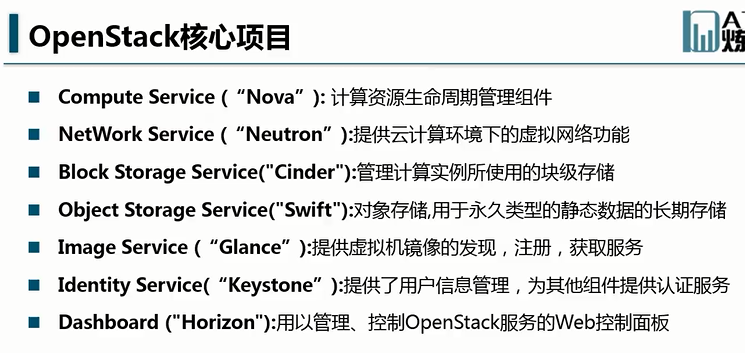 OpenStack核心项目
A
炼
Compute Service (“Nova”): 计算资源生命周期管理组件
NetWork Service (“Neutron”):提供云计算环境下的虚拟网络功能
Block Storage Service("Cinder"):管理计算实例所使用的块级存储
Object Storage Service("Swift"):对象存储,用于永久类型的静态数据的长期存储
Image Service (“Glance”):提供虚拟机镜像的发现，注册，获取服务
Identity Service(“Keystone”):提供了用户信息管理，为其他组件提供认证服务
Dashboard ("Horizon"):用以管理、控制OpenStack服务的Web控制面板